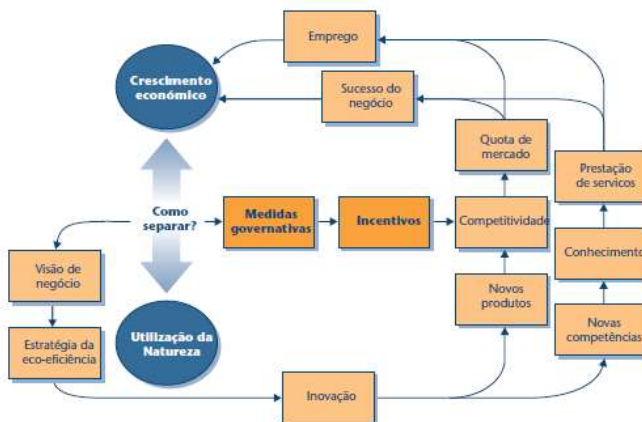 Emprego
Crescimento
económico
Sucesso do
negócio
Quota de
mercado
Prestação
de servicos
Como
separar?
Medidas
governativas
Incentivos
Competitividade
Conhecimento
Visão de
negócio
Novos
produtos
Estratégia da
eco-eficiência
Utilização da
Natureza
Novas
competências
Inovação